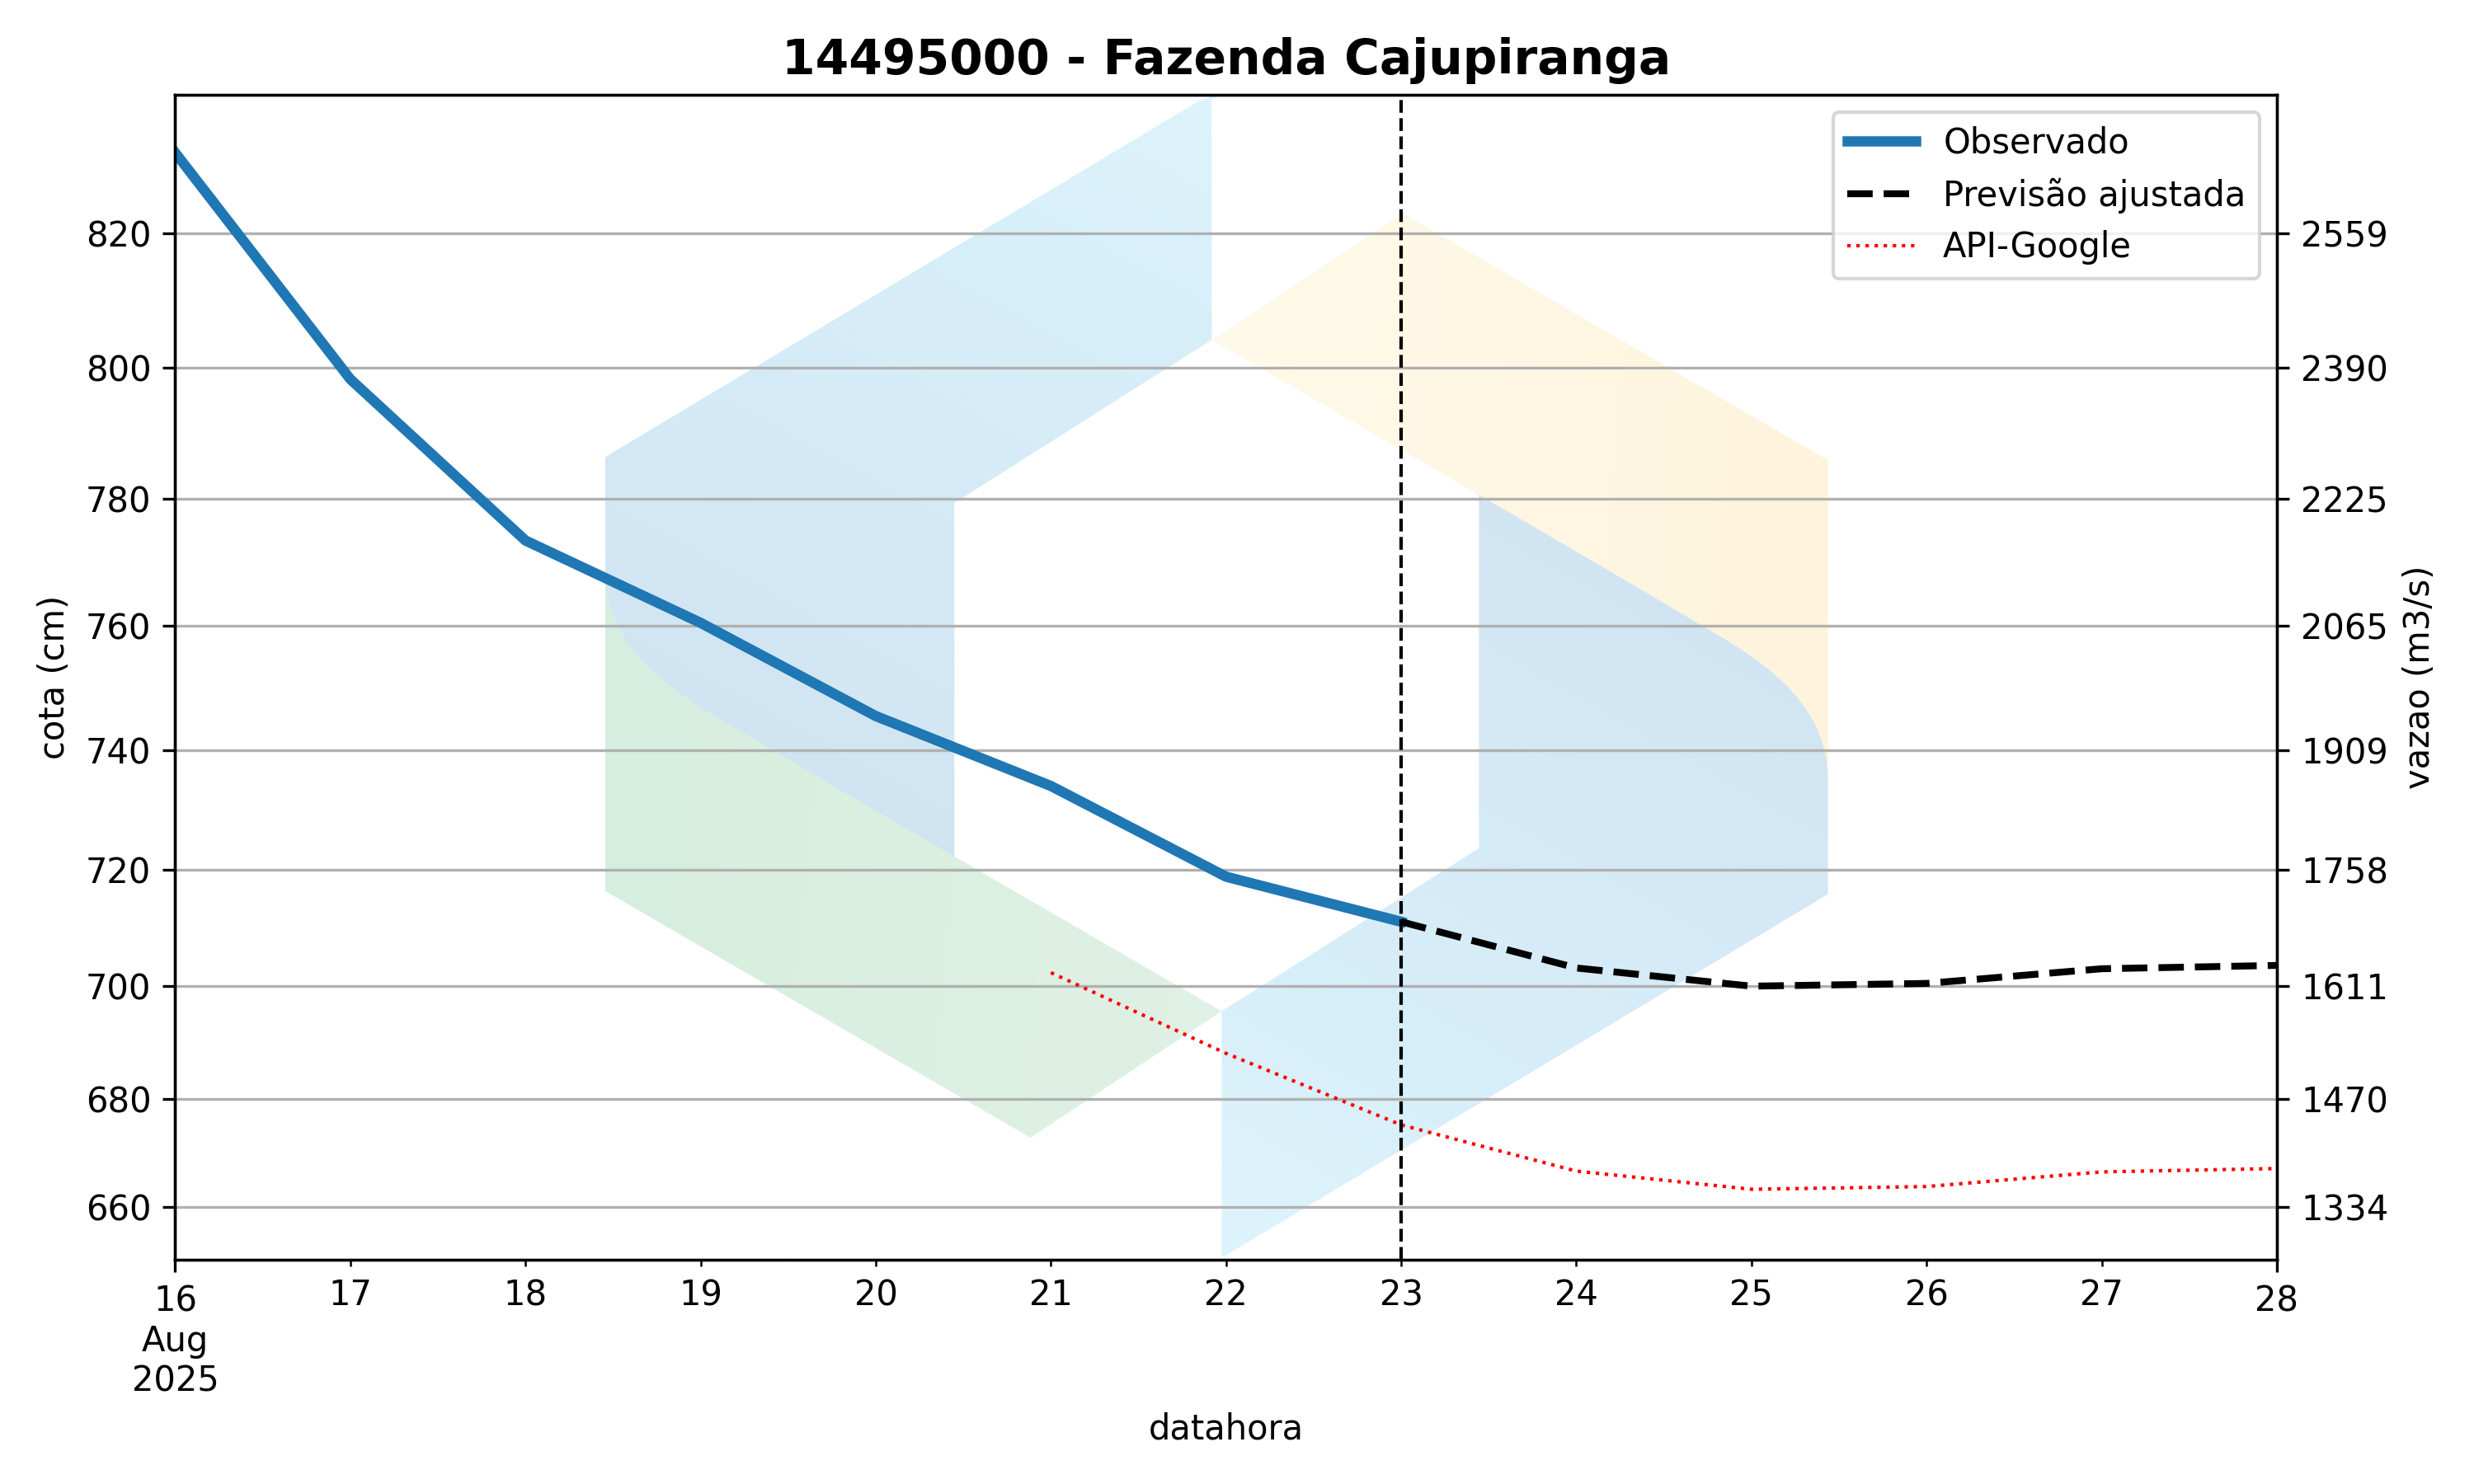 14495000 - Fazenda Cajupiranga
Observado
Previsão ajustada
API-Google
820
800
780
760
740
720
700
680
660
cota (cm)
2559
2390
2225
2065
1909
1758
1611
1470
1334
vazao (m3/s)
16 17 18 19 20 21 22 23 24 25 26 27 28
Aug
2025
datahora